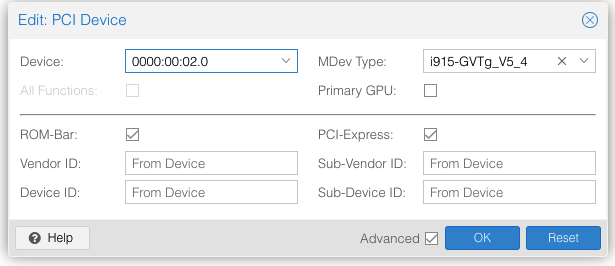 Edit: PCI Device
Device: 0000:00:02.0 MDev Type: i915-GVTg_V5_4
All Functions: Primary GPU:
ROM-Bar: PCI-Express:
Vendor ID: From Device Sub-Vendor ID: From Device
Device ID: From Device Sub-Device ID: From Device
? Help Advanced OK Reset